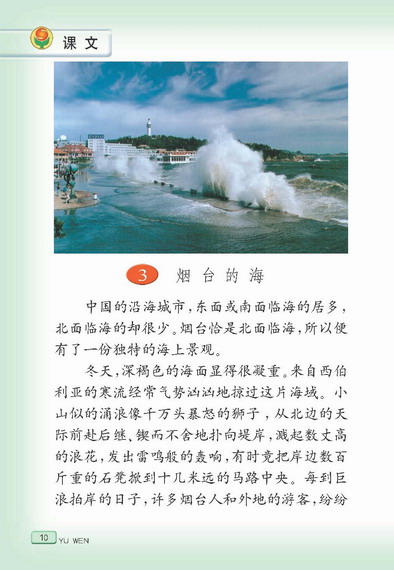 课文
3 烟台的海
中国的沿海城市，东面或南面临海的居多，
北面临海的却很少。烟台恰是北面临海，所以便
有了一份独特的海上景观。
冬天，深褐色的海面显得很凝重。来自西伯
利亚的寒流经常气势汹汹地掠过这片海域。小
山似的涌浪像千万头暴怒的狮子，从北边的天
际前赴后继、锲而不舍地扑向堤岸，溅起数丈高
的浪花，发出雷鸣般的轰响，有时竟把岸边数百
斤重的石凳掀到十几米远的马路中央。每到巨
浪拍岸的日子，许多烟台人和外地的游客，纷纷
10 YU WEN